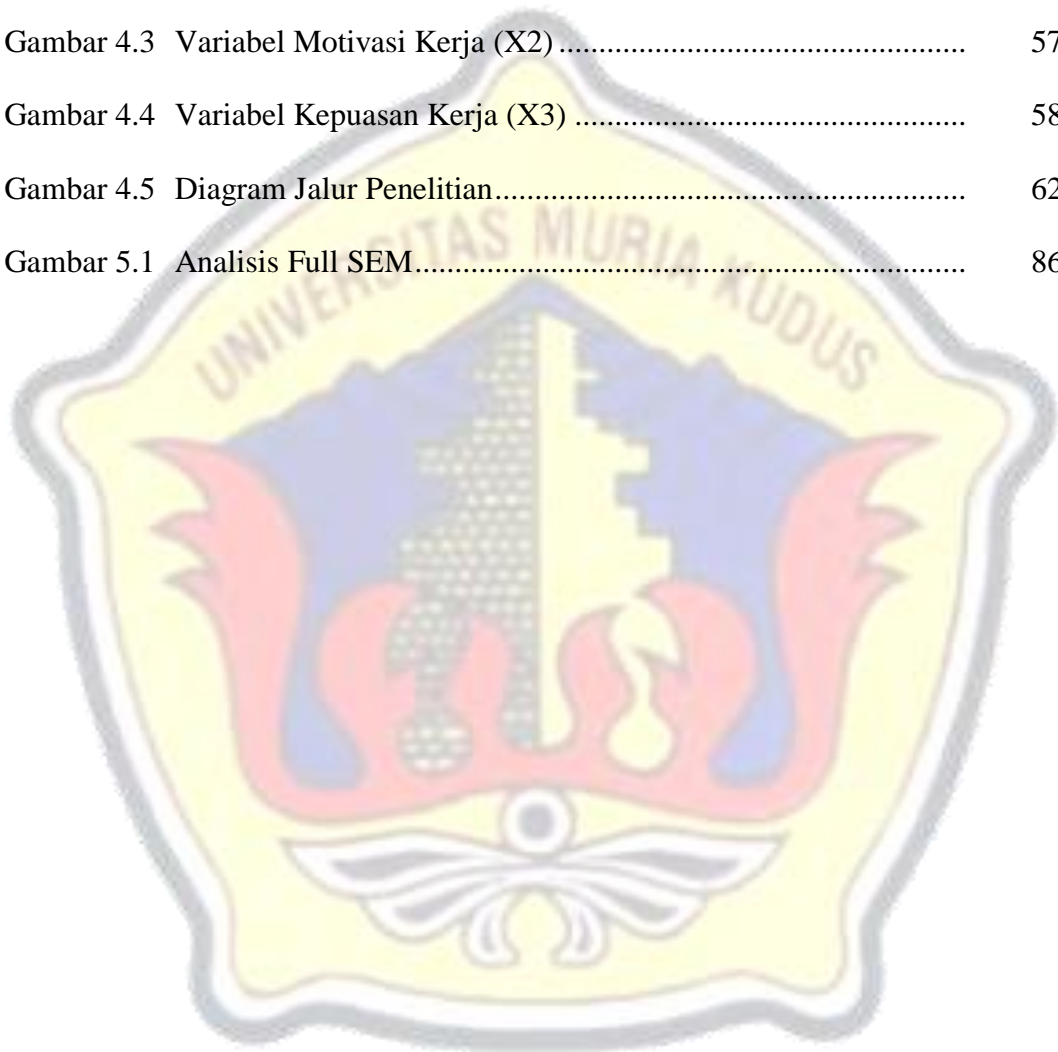 Gambar 4.3 Variabel Motivasi Kerja (X2) ................................................ 57
Gambar 4.4 Variabel Kepuasan Kerja (X3) ............................................... 58
Gambar 4.5 Diagram Jalur Penelitian......................................................... 62
Gambar 5.1 Analisis Full SEM................................................................... 86
UNIVERSITAS MURIA KUDUS